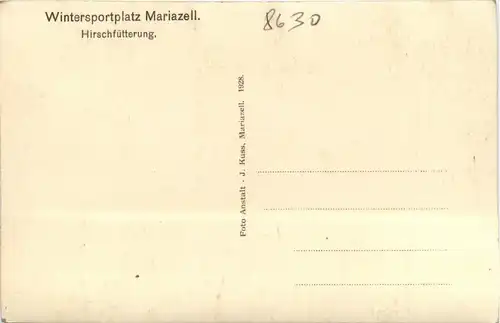 Wintersportplatz Mariazell.
Hirschfütterung.
8630
Foto Anstalt - J. Kuss, Mariazell. 1928.